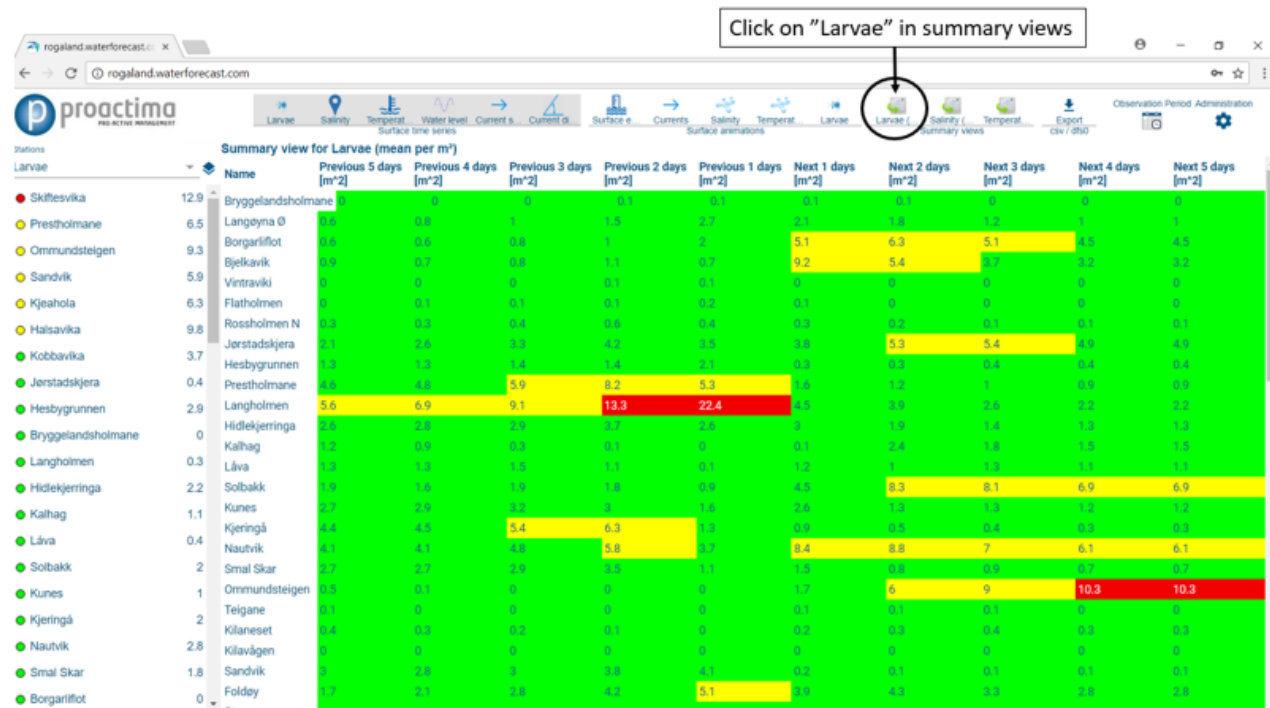 Click on ”Larvae” in summary views
rogaland.waterforecast.c
rogaland.waterforecast.com
proactima
PRO-ACTIVE MANAGEMENT
Larvae Salinity Temperat... Water level Current s... Current di... Surface e... Currents Salinity Temperat... Larvae Larvae (... Salinity (... Temperat... Export
Surface time series Surface animations Summary views csv / dfs0
Observation Period Administration
Stations
Larvae
Skiftesvika 12.9
Prestholmane 6.5
Ommundsteigen 9.3
Sandvik 5.9
Kjeahola 6.3
Halsavika 9.8
Kobbavika 3.7
Jørstadskjera 0.4
Hesbygrunnen 2.9
Bryggelandsholmane 0
Langholmen 0.3
Hidlekjerringa 2.2
Kalhag 1.1
Låva 0.4
Solbakk 2
Kunes 1
Kjeringå 2
Nautvik 2.8
Smal Skar 1.8
Borgarliflot 0
Summary view for Larvae (mean per m²)
Name Previous 5 days [m^2] Previous 4 days [m^2] Previous 3 days [m^2] Previous 2 days [m^2] Previous 1 days [m^2] Next 1 days [m^2] Next 2 days [m^2] Next 3 days [m^2] Next 4 days [m^2] Next 5 days [m^2]
Bryggelandsholmane 0 0 0 0.1 0.1 0.1 0.1 0 0 0
Langøyna Ø 0.6 0.8 1 1.5 2.7 2.1 1.8 1.2 1 1
Borgarliflot 0.6 0.6 0.8 1 2 5.1 6.3 5.1 4.5 4.5
Bjelkavik 0.9 0.7 0.8 1.1 0.7 9.2 5.4 3.7 3.2 3.2
Vintraviki 0 0 0 0.1 0.1 0 0 0 0 0
Flatholmen 0 0.1 0.1 0.1 0.2 0.1 0 0 0 0
Rossholmen N 0.3 0.3 0.4 0.6 0.4 0.3 0.2 0.1 0.1 0.1
Jørstadskjera 2.1 2.6 3.3 4.2 3.5 3.8 5.3 5.4 4.9 4.9
Hesbygrunnen 1.3 1.3 1.4 1.4 2.1 0.3 0.3 0.4 0.4 0.4
Prestholmane 4.6 4.8 5.9 8.2 5.3 1.6 1.2 1 0.9 0.9
Langholmen 5.6 6.9 9.1 13.3 22.4 4.5 3.9 2.6 2.2 2.2
Hidlekjerringa 2.6 2.8 2.9 3.7 2.6 3 1.9 1.4 1.3 1.3
Kalhag 1.2 0.9 0.3 0.1 0 0.1 2.4 1.8 1.5 1.5
Låva 1.3 1.3 1.5 1.1 0.1 1.2 1 1.3 1.1 1.1
Solbakk 1.9 1.6 1.9 1.8 0.9 4.5 8.3 8.1 6.9 6.9
Kunes 2.7 2.9 3.2 3 1.6 2.6 1.3 1.3 1.2 1.2
Kjeringå 4.4 4.5 5.4 6.3 1.3 0.9 0.5 0.4 0.3 0.3
Nautvik 4.1 4.1 4.8 5.8 3.7 8.4 8.8 7 6.1 6.1
Smal Skar 2.7 2.7 2.9 3.5 1.1 1.5 0.8 0.9 0.7 0.7
Ommundsteigen 0.5 0.1 0 0 0 1.7 6 9 10.3 10.3
Teigane 0.1 0 0 0 0 0.1 0.1 0.1 0 0
Kilaneset 0.4 0.3 0.2 0.1 0 0.2 0.3 0.4 0.3 0.3
Kilavågen 0 0 0 0 0 0 0 0 0 0
Sandvik 3 2.8 3 3.8 4.1 0.2 0.1 0.1 0.1 0.1
Foldøy 1.7 2.1 2.8 4.2 5.1 3.9 4.3 3.3 2.8 2.8